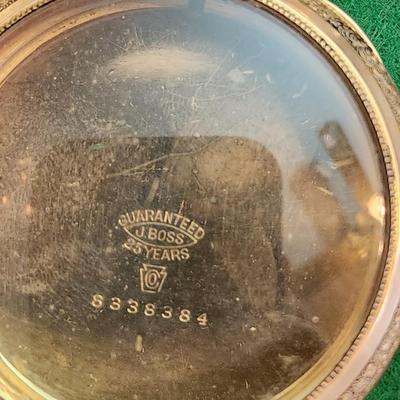 GUARANTEED
J. BOSS
25 YEARS
8338384